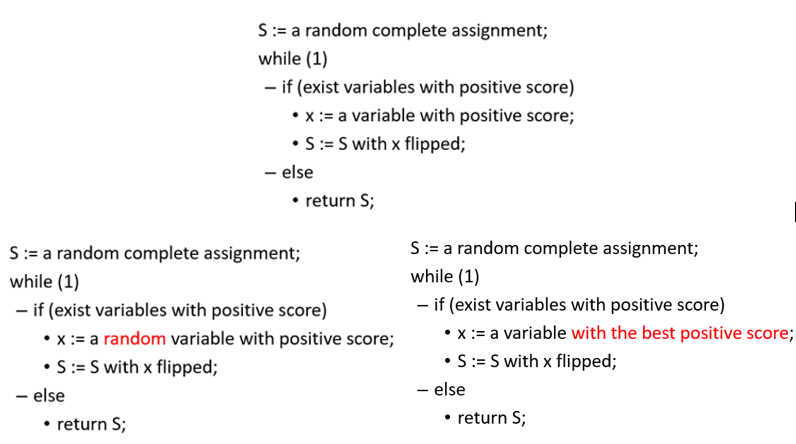 S := a random complete assignment;
while (1)
– if (exist variables with positive score)
• x := a variable with positive score;
• S := S with x flipped;
– else
• return S;
S := a random complete assignment;
while (1)
– if (exist variables with positive score)
• x := a random variable with positive score;
• S := S with x flipped;
– else
• return S;
S := a random complete assignment;
while (1)
– if (exist variables with positive score)
• x := a variable with the best positive score;
• S := S with x flipped;
– else
• return S;